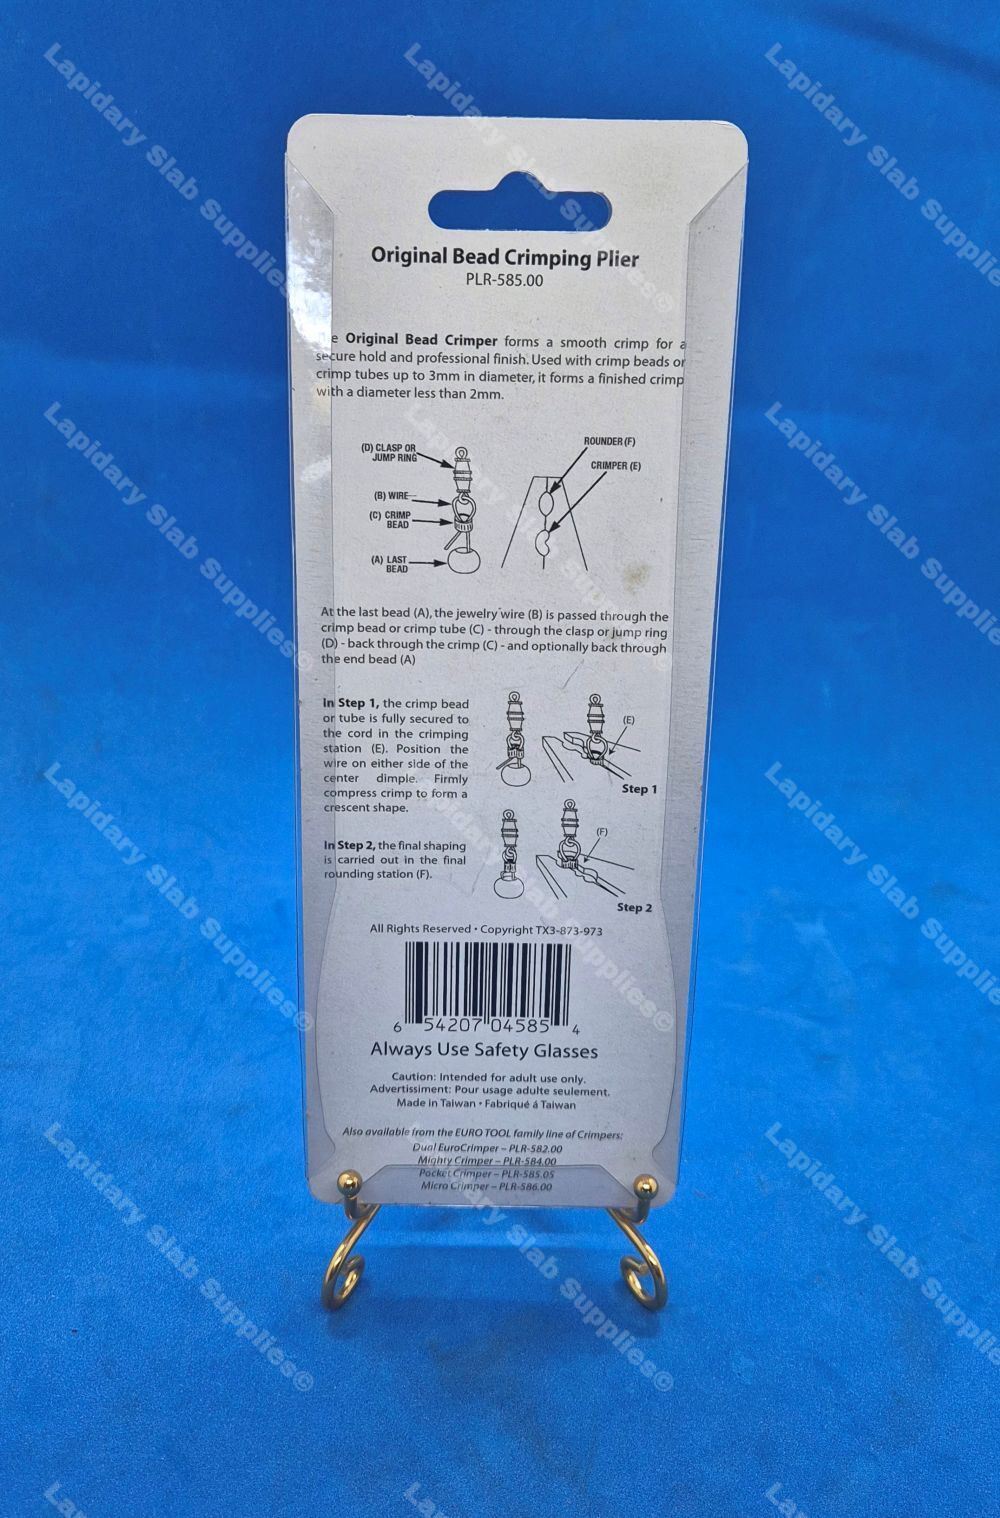 Original Bead Crimping Plier
PLR-585.00
Original Bead Crimper forms a smooth crimp for a
secure hold and professional finish. Used with crimp beads or
crimp tubes up to 3mm in diameter, it forms a finished crimp
with a diameter less than 2mm.
(D) CLASP OR
JUMP RING
(B) WIRE
(C) CRIMP
BEAD
(A) LAST
BEAD
ROUNDER (F)
CRIMPER (E)
At the last bead (A), the jewelry wire (B) is passed through the
crimp bead or crimp tube (C) - through the clasp or jump ring
(D) - back through the crimp (C) - and optionally back through
the end bead (A)
In Step 1, the crimp bead
or tube is fully secured to
the cord in the crimping
station (E). Position the
wire on either side of the
center dimple. Firmly
compress crimp to form a
crescent shape.
(E)
Step 1
In Step 2, the final shaping
is carried out in the final
rounding station (F).
(F)
Step 2
All Rights Reserved • Copyright TX3-873-973
6 54207 04585 4
Always Use Safety Glasses
Caution: Intended for adult use only.
Advertissiment: Pour usage adulte seulement.
Made in Taiwan • Fabriqué á Taiwan
Also available from the EURO TOOL family line of Crimpers:
Dual EuroCrimper – PLR-582.00
Mighty Crimper – PLR-584.00
Pocket Crimper – PLR-585.05
Micro Crimper – PLR-586.00
Lapidary Slab Supplies©